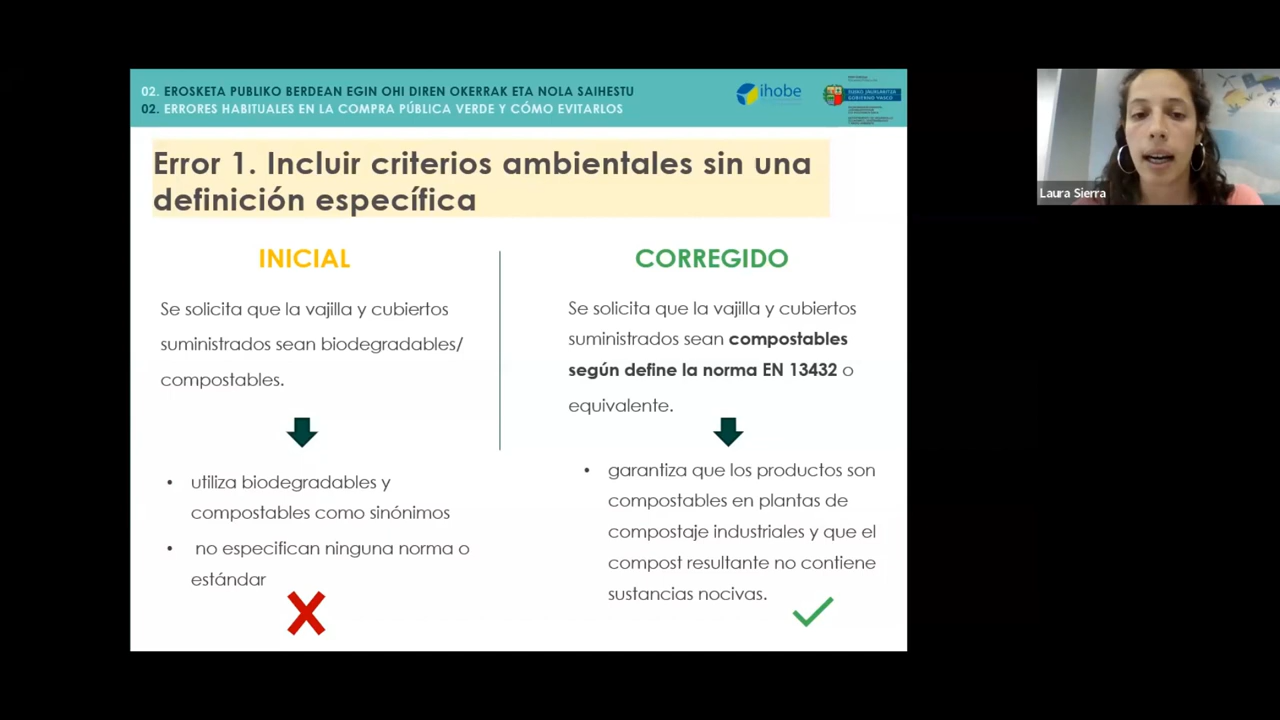 02. EROSKETA PUBLIKO BERDEAN EGIN OHI DIREN OKERRAK ETA NOLA SAIHESTU
02. ERRORES HABITUALES EN LA COMPRA PÚBLICA VERDE Y CÓMO EVITARLOS
ihobe
EUSKO JAURLARITZA
GOBIERNO VASCO
Error 1. Incluir criterios ambientales sin una
definición específica
INICIAL
Se solicita que la vajilla y cubiertos
suministrados sean biodegradables/
compostables.
• utiliza biodegradables y
compostables como sinónimos
• no especifican ninguna norma o
estándar
CORREGIDO
Se solicita que la vajilla y cubiertos
suministrados sean compostables
según define la norma EN 13432 o
equivalente.
• garantiza que los productos son
compostables en plantas de
compostaje industriales y que el
compost resultante no contiene
sustancias nocivas.
Laura Sierra